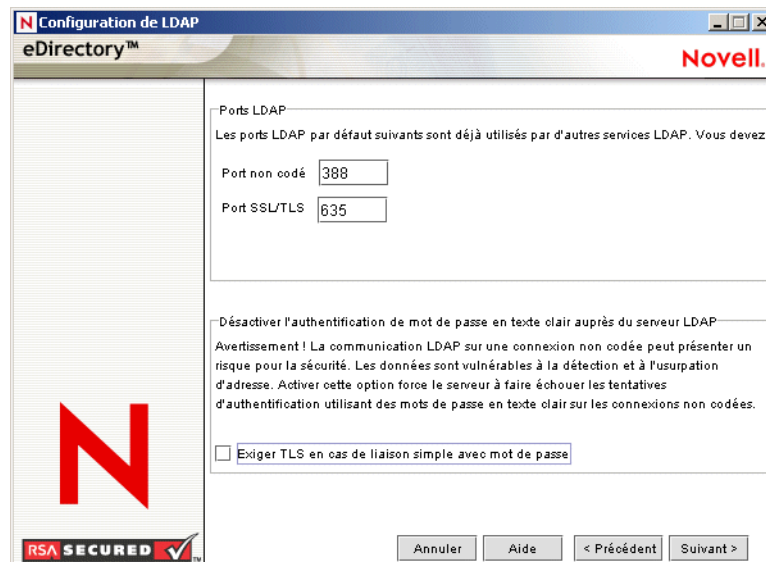 N Configuration de LDAP
eDirectory™
Novell.
Ports LDAP
Les ports LDAP par défaut suivants sont déjà utilisés par d'autres services LDAP. Vous devez
Port non codé 388
Port SSL/TLS 635
Désactiver l'authentification de mot de passe en texte clair auprès du serveur LDAP
Avertissement ! La communication LDAP sur une connexion non codée peut présenter un
risque pour la sécurité. Les données sont vulnérables à la détection et à l'usurpation
d'adresse. Activer cette option force le serveur à faire échouer les tentatives
d'authentification utilisant des mots de passe en texte clair sur les connexions non codées.
Exiger TLS en cas de liaison simple avec mot de passe
N
RSA SECURED TM
Annuler Aide < Précédent Suivant >